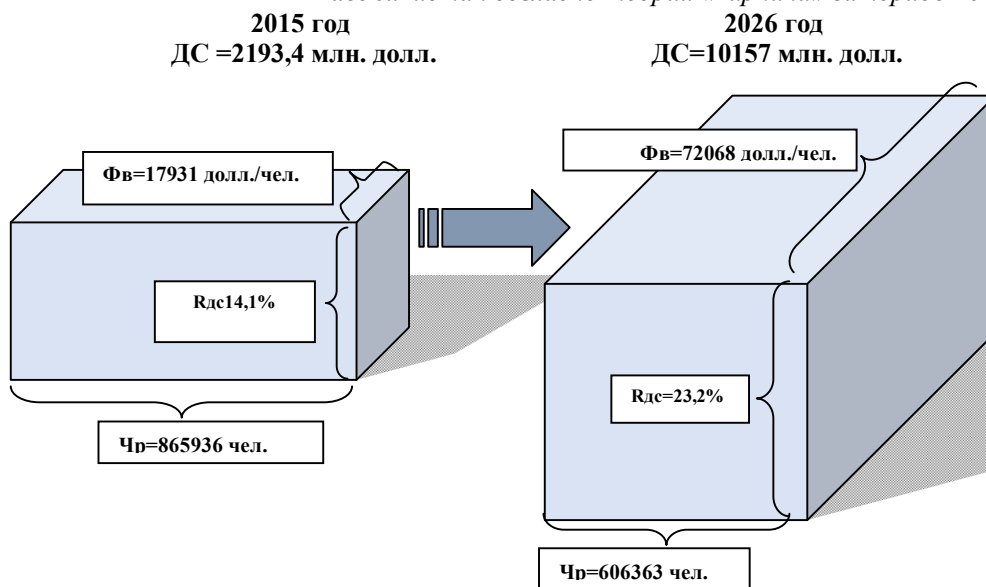 2015 год
2026 год
ДС =2193,4 млн. долл.
ДС=10157 млн. долл.
Фв=17931 долл./чел.
Фв=72068 долл./чел.
Rдс14,1%
Rдс=23,2%
Чр=865936 чел.
Чр=606363 чел.